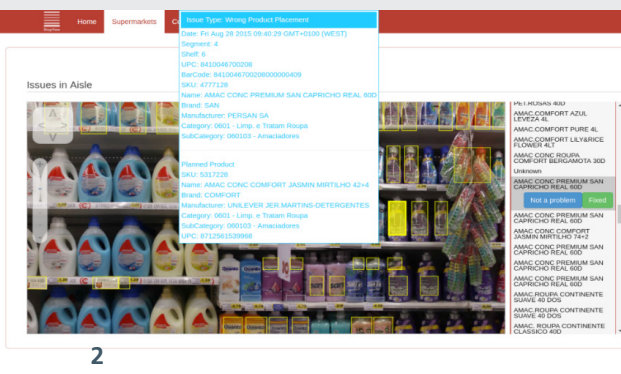 Home
Supermarkets
Issue Type: Wrong Product Placement
Date: Fri Aug 28 2015 09:40:29 GMT+0100 (WEST)
Segment: 4
Shelf: 6
UPC: 8410046700208
BarCode: 8410046700208000000409
SKU: 4777128
Name: AMAC CONC PREMIUM SAN CAPRICHO REAL 60D
Brand: SAN
Manufacturer: PERSAN SA
Category: 0601 - Limp. e Tratam Roupa
SubCategory: 060103 - Amaciadores
Planned Product
SKU: 5317228
Name: AMAC CONC COMFORT JASMIN MIRTILHO 42+4
Brand: COMFORT
Manufacturer: UNILEVER JER.MARTINS-DETERGENTES
Category: 0601 - Limp. e Tratam Roupa
SubCategory: 060103 - Amaciadores
UPC: 8712561539968
Issues in Aisle
PET.ROSAS 40D
AMAC.COMFORT AZUL
LEVEZA 4L
AMAC.COMFORT PURE 4L
AMAC.COMFORT LLY&RICE
FLOWER 4LT
AMAC CONC ROUPA
COMFORT BERGAMOTA 30D
Unknown
AMAC CONC PREMIUM SAN
CAPRICHO REAL 60D
Not a problem
Fixed
AMAC CONC PREMIUM SAN
CAPRICHO REAL 60D
AMAC CONC COMFORT
JASMIN MIRTILHO 74+2
AMAC CONC PREMIUM SAN
CAPRICHO REAL 60D
AMAC CONC PREMIUM SAN
CAPRICHO REAL 60D
AMAC CONC PREMIUM SAN
CAPRICHO REAL 60D
AMAC.ROUPA CONTINENTE
SUAVE 40 DOS
AMAC.ROUPA CONTINENTE
SUAVE 40 DOS
AMAC. ROUPA CONTINENTE
CLASSICO 40D
2